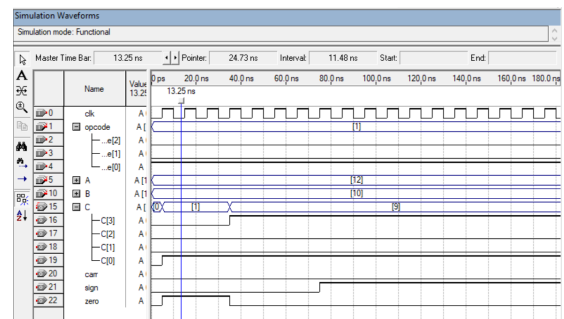 Simulation Waveforms
Simulation mode: Functional
Master Time Bar: 13.25 ns Pointer: 24.73 ns Interval: 11.48 ns Start: End:
Name
Value
13.25
0 ps 20.0 ns 40.0 ns 60.0 ns 80.0 ns 100.0 ns 120.0 ns 140.0 ns 160.0 ns 180.0 ns
13.25 ns
0 clk A
1 opcode A [ [1]
2 ...e[2] A
3 ...e[1] A
4 ...e[0] A
5 A A [1 [12]
10 B A [1 [10]
15 C A [ [0] [1] [9]
16 C[3] A
17 C[2] A
18 C[1] A
19 C[0] A
20 carr A
21 sign A
22 zero A